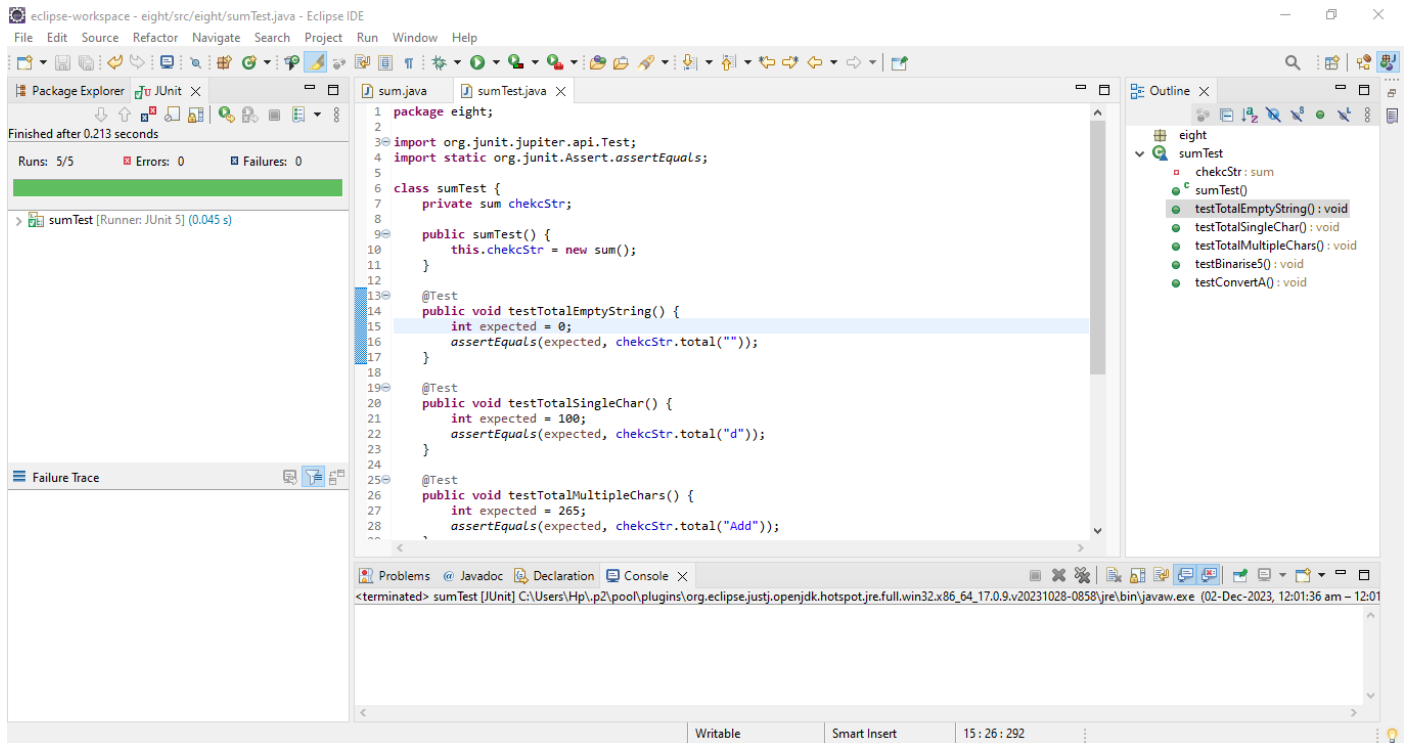 eclipse-workspace - eight/src/eight/sumTest.java - Eclipse IDE
File Edit Source Refactor Navigate Search Project Run Window Help
Package Explorer JUnit
Finished after 0.213 seconds
Runs: 5/5 Errors: 0 Failures: 0
sumTest [Runner: JUnit 5] (0.045 s)
Failure Trace
sum.java sumTest.java
1 package eight;
2
3 import org.junit.jupiter.api.Test;
4 import static org.junit.Assert.assertEquals;
5
6 class sumTest {
7 private sum chekcStr;
8
9 public sumTest() {
10 this.chekcStr = new sum();
11 }
12
13 @Test
14 public void testTotalEmptyString() {
15 int expected = 0;
16 assertEquals(expected, chekcStr.total(""));
17 }
18
19 @Test
20 public void testTotalSingleChar() {
21 int expected = 100;
22 assertEquals(expected, chekcStr.total("d"));
23 }
24
25 @Test
26 public void testTotalMultipleChars() {
27 int expected = 265;
28 assertEquals(expected, chekcStr.total("Add"));
Outline
eight
sumTest
chekcStr : sum
sumTest()
testTotalEmptyString() : void
testTotalSingleChar() : void
testTotalMultipleChars() : void
testBinarise5() : void
testConvertA() : void
Problems Javadoc Declaration Console
<terminated> sumTest [JUnit] C:\Users\Hp\.p2\pool\plugins\org.eclipse.justj.openjdk.hotspot.jre.full.win32.x86_64_17.0.9.v20231028-0858\jre\bin\javaw.exe (02-Dec-2023, 12:01:36 am – 12:01
Writable Smart Insert 15 : 26 : 292